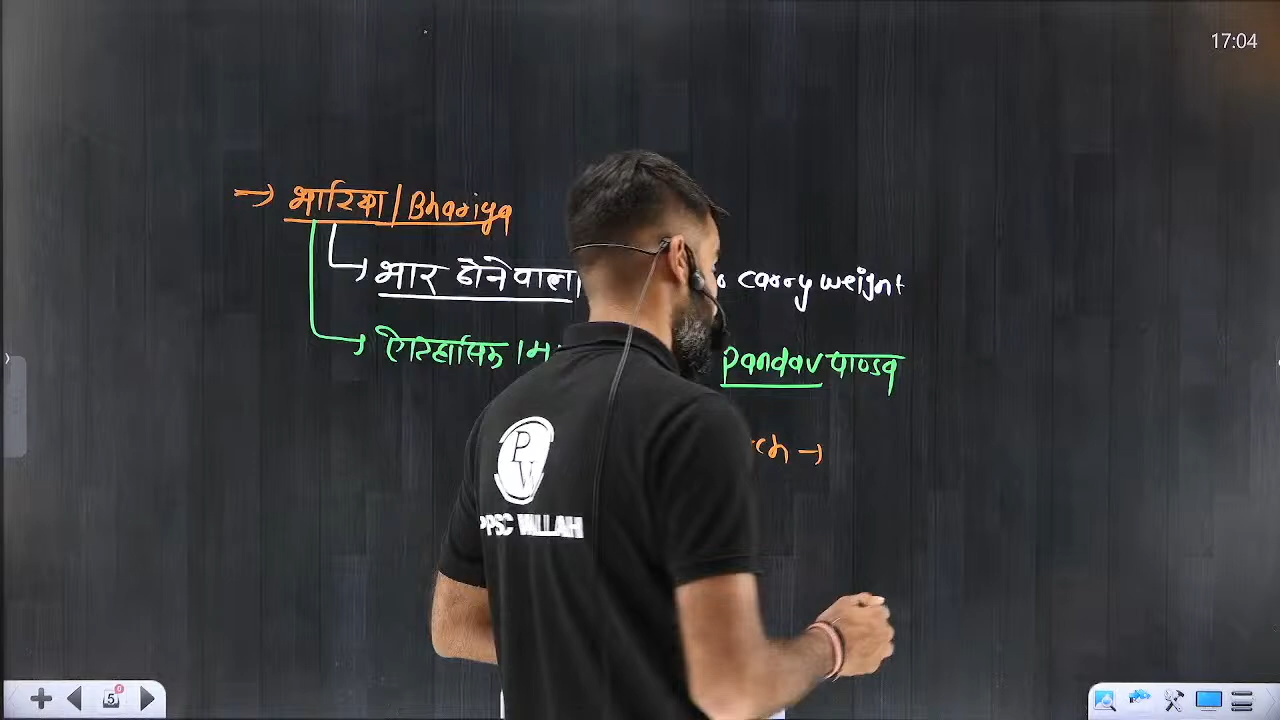 17:04
→ भारिया / Bhariya
भार ढोने वाला carry weight
ऐतिहासिक / Pandav पाण्डव
→
PW
PSC WALLAH
5